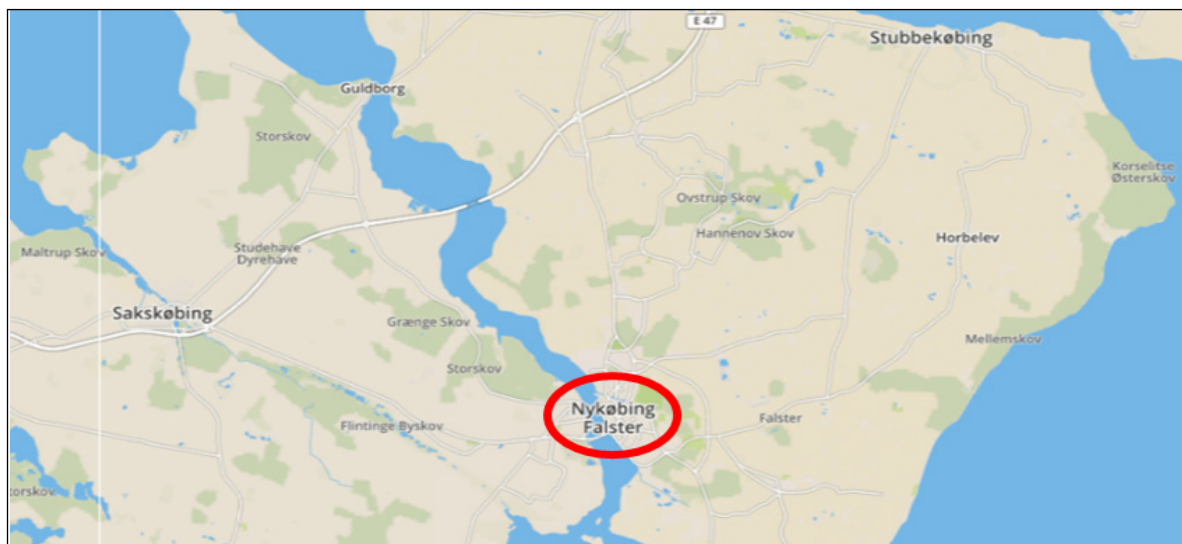 E 47
Stubbekøbing
Guldborg
Storskov
Korselitse
Østerskov
Ovstrup Skov
Hannenov Skov
Horbelev
Maltrup Skov
Studehave
Dyrehave
Sakskøbing
Grænge Skov
Mellemskov
Storskov
Nykøbing
Falster
Falster
Flintinge Byskov
torskov